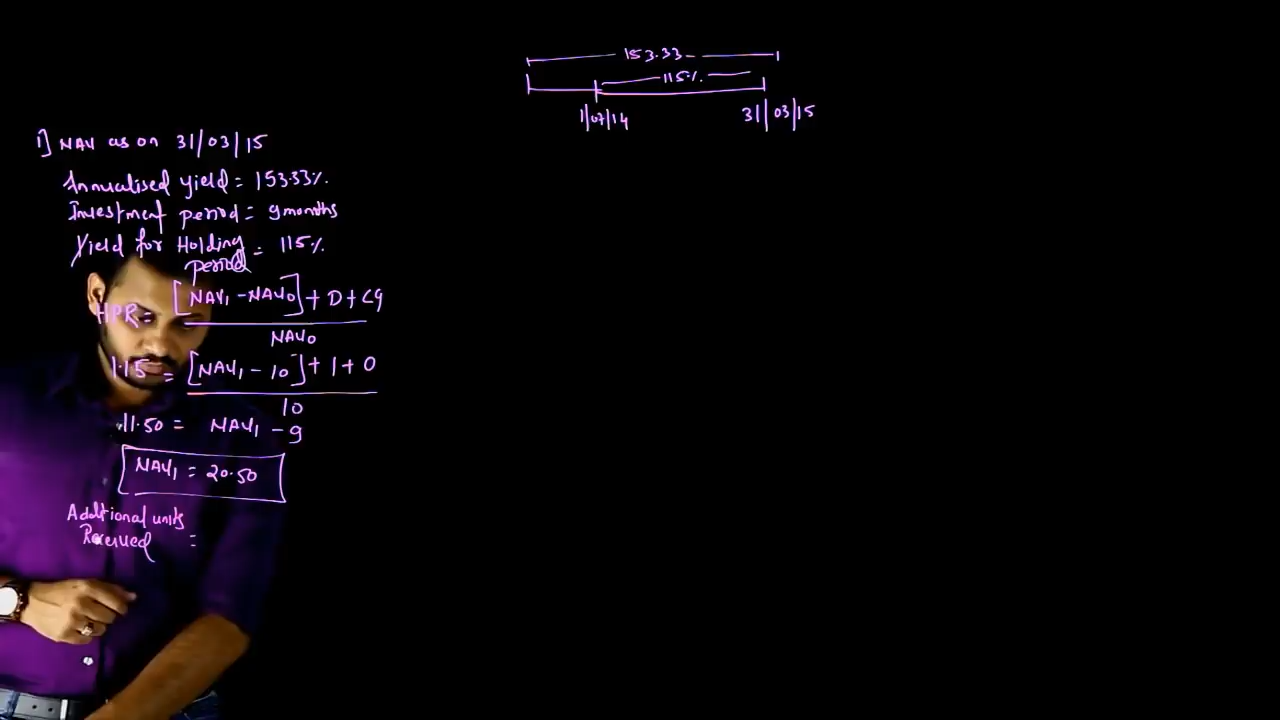 153.33
115%
1/07/14 31/03/15
1] NAV as on 31/03/15
Annualised yield = 153.33%.
Investment period = 9months
Yield for Holding period = 115%
HPR = [NAV₁ - NAV₀] + D + CG
NAV₀
1.15 = [NAV₁ - 10] + 1 + 0
10
11.50 = NAV₁ - 9
NAV₁ = 20.50
Additional units
Received =